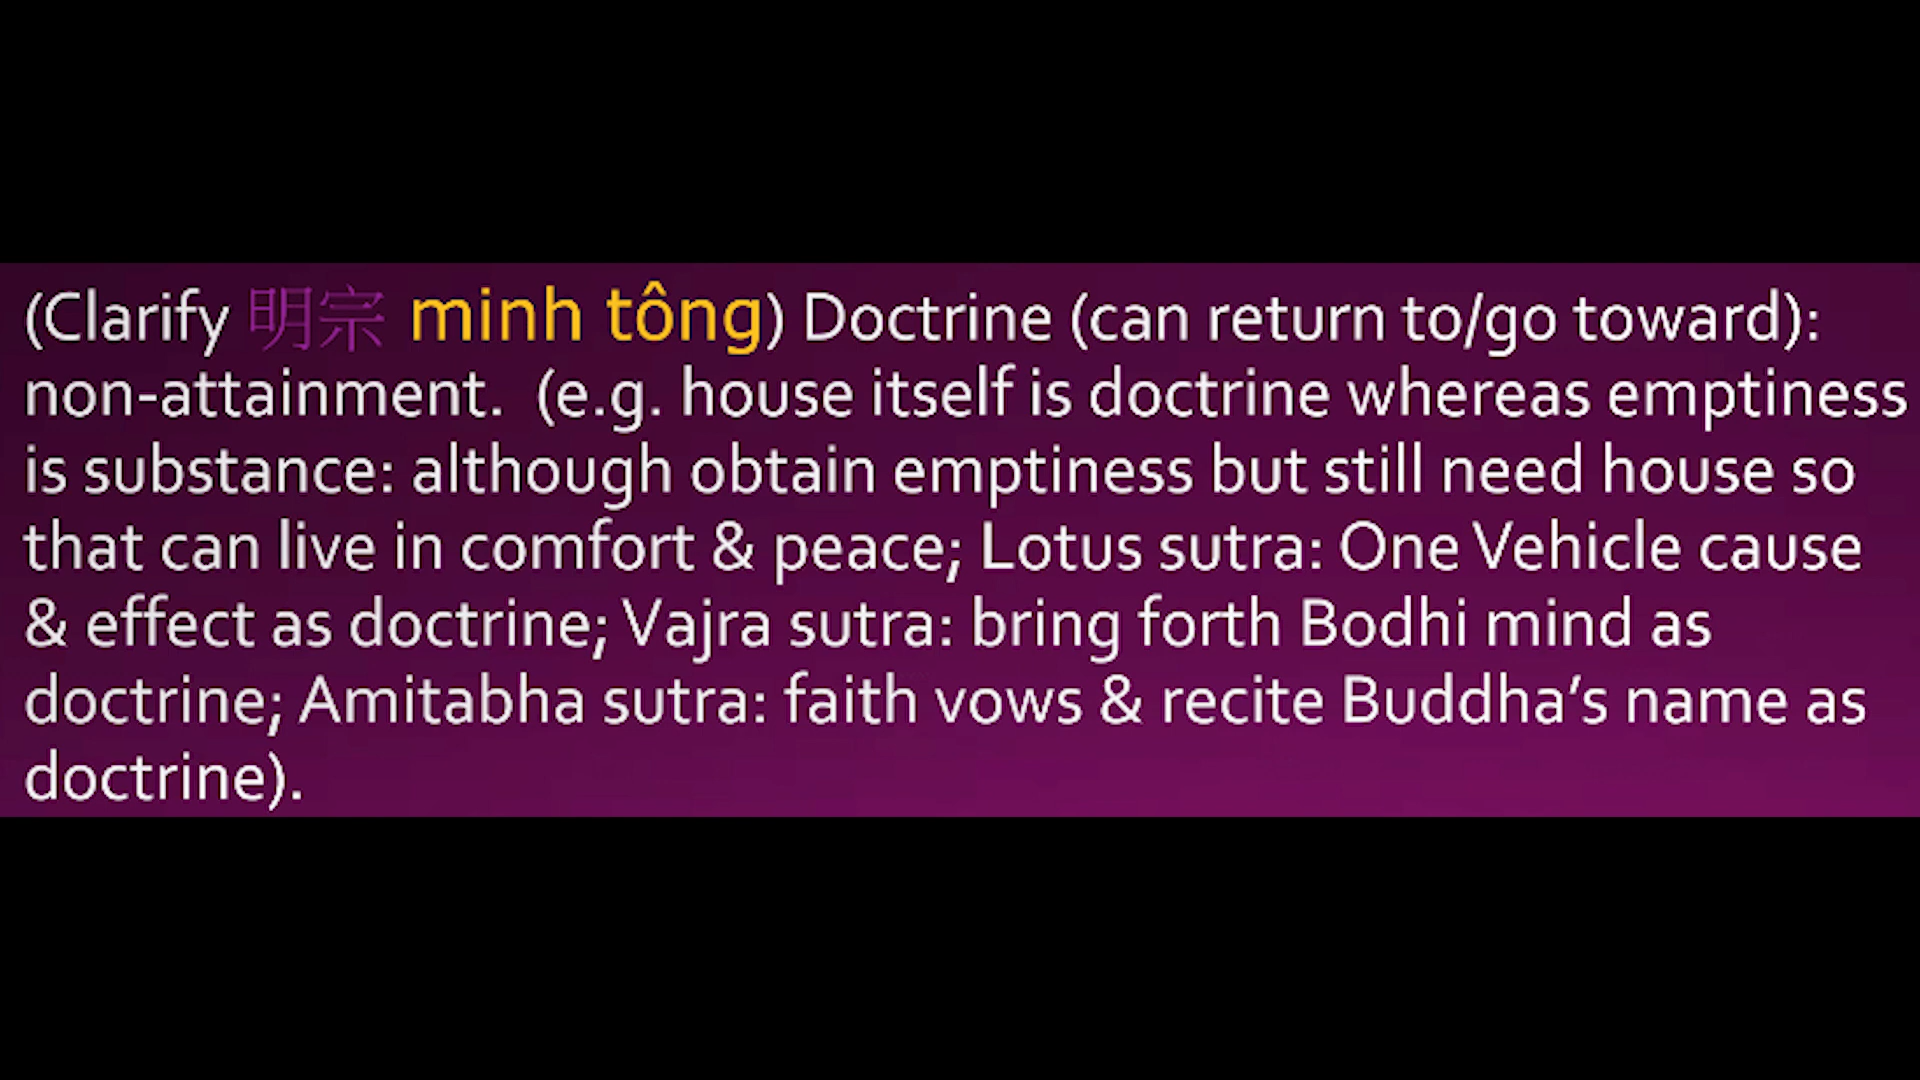 (Clarify 明宗 minh tông) Doctrine (can return to/go toward):
non-attainment.  (e.g. house itself is doctrine whereas emptiness
is substance: although obtain emptiness but still need house so
that can live in comfort & peace; Lotus sutra: One Vehicle cause
& effect as doctrine; Vajra sutra: bring forth Bodhi mind as
doctrine; Amitabha sutra: faith vows & recite Buddha’s name as
doctrine).